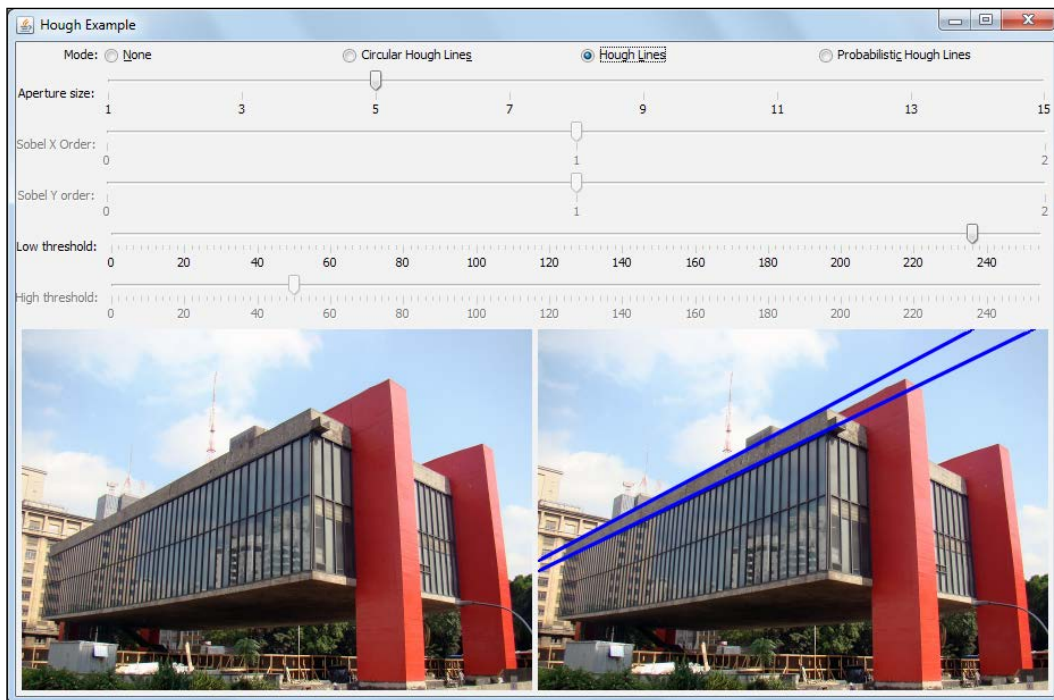 Hough Example
Mode: None Circular Hough Lines Hough Lines Probabilistic Hough Lines
Aperture size:
1 3 5 7 9 11 13 15
Sobel X Order:
0 1 2
Sobel Y order:
0 1 2
Low threshold:
0 20 40 60 80 100 120 140 160 180 200 220 240
High threshold:
0 20 40 60 80 100 120 140 160 180 200 220 240